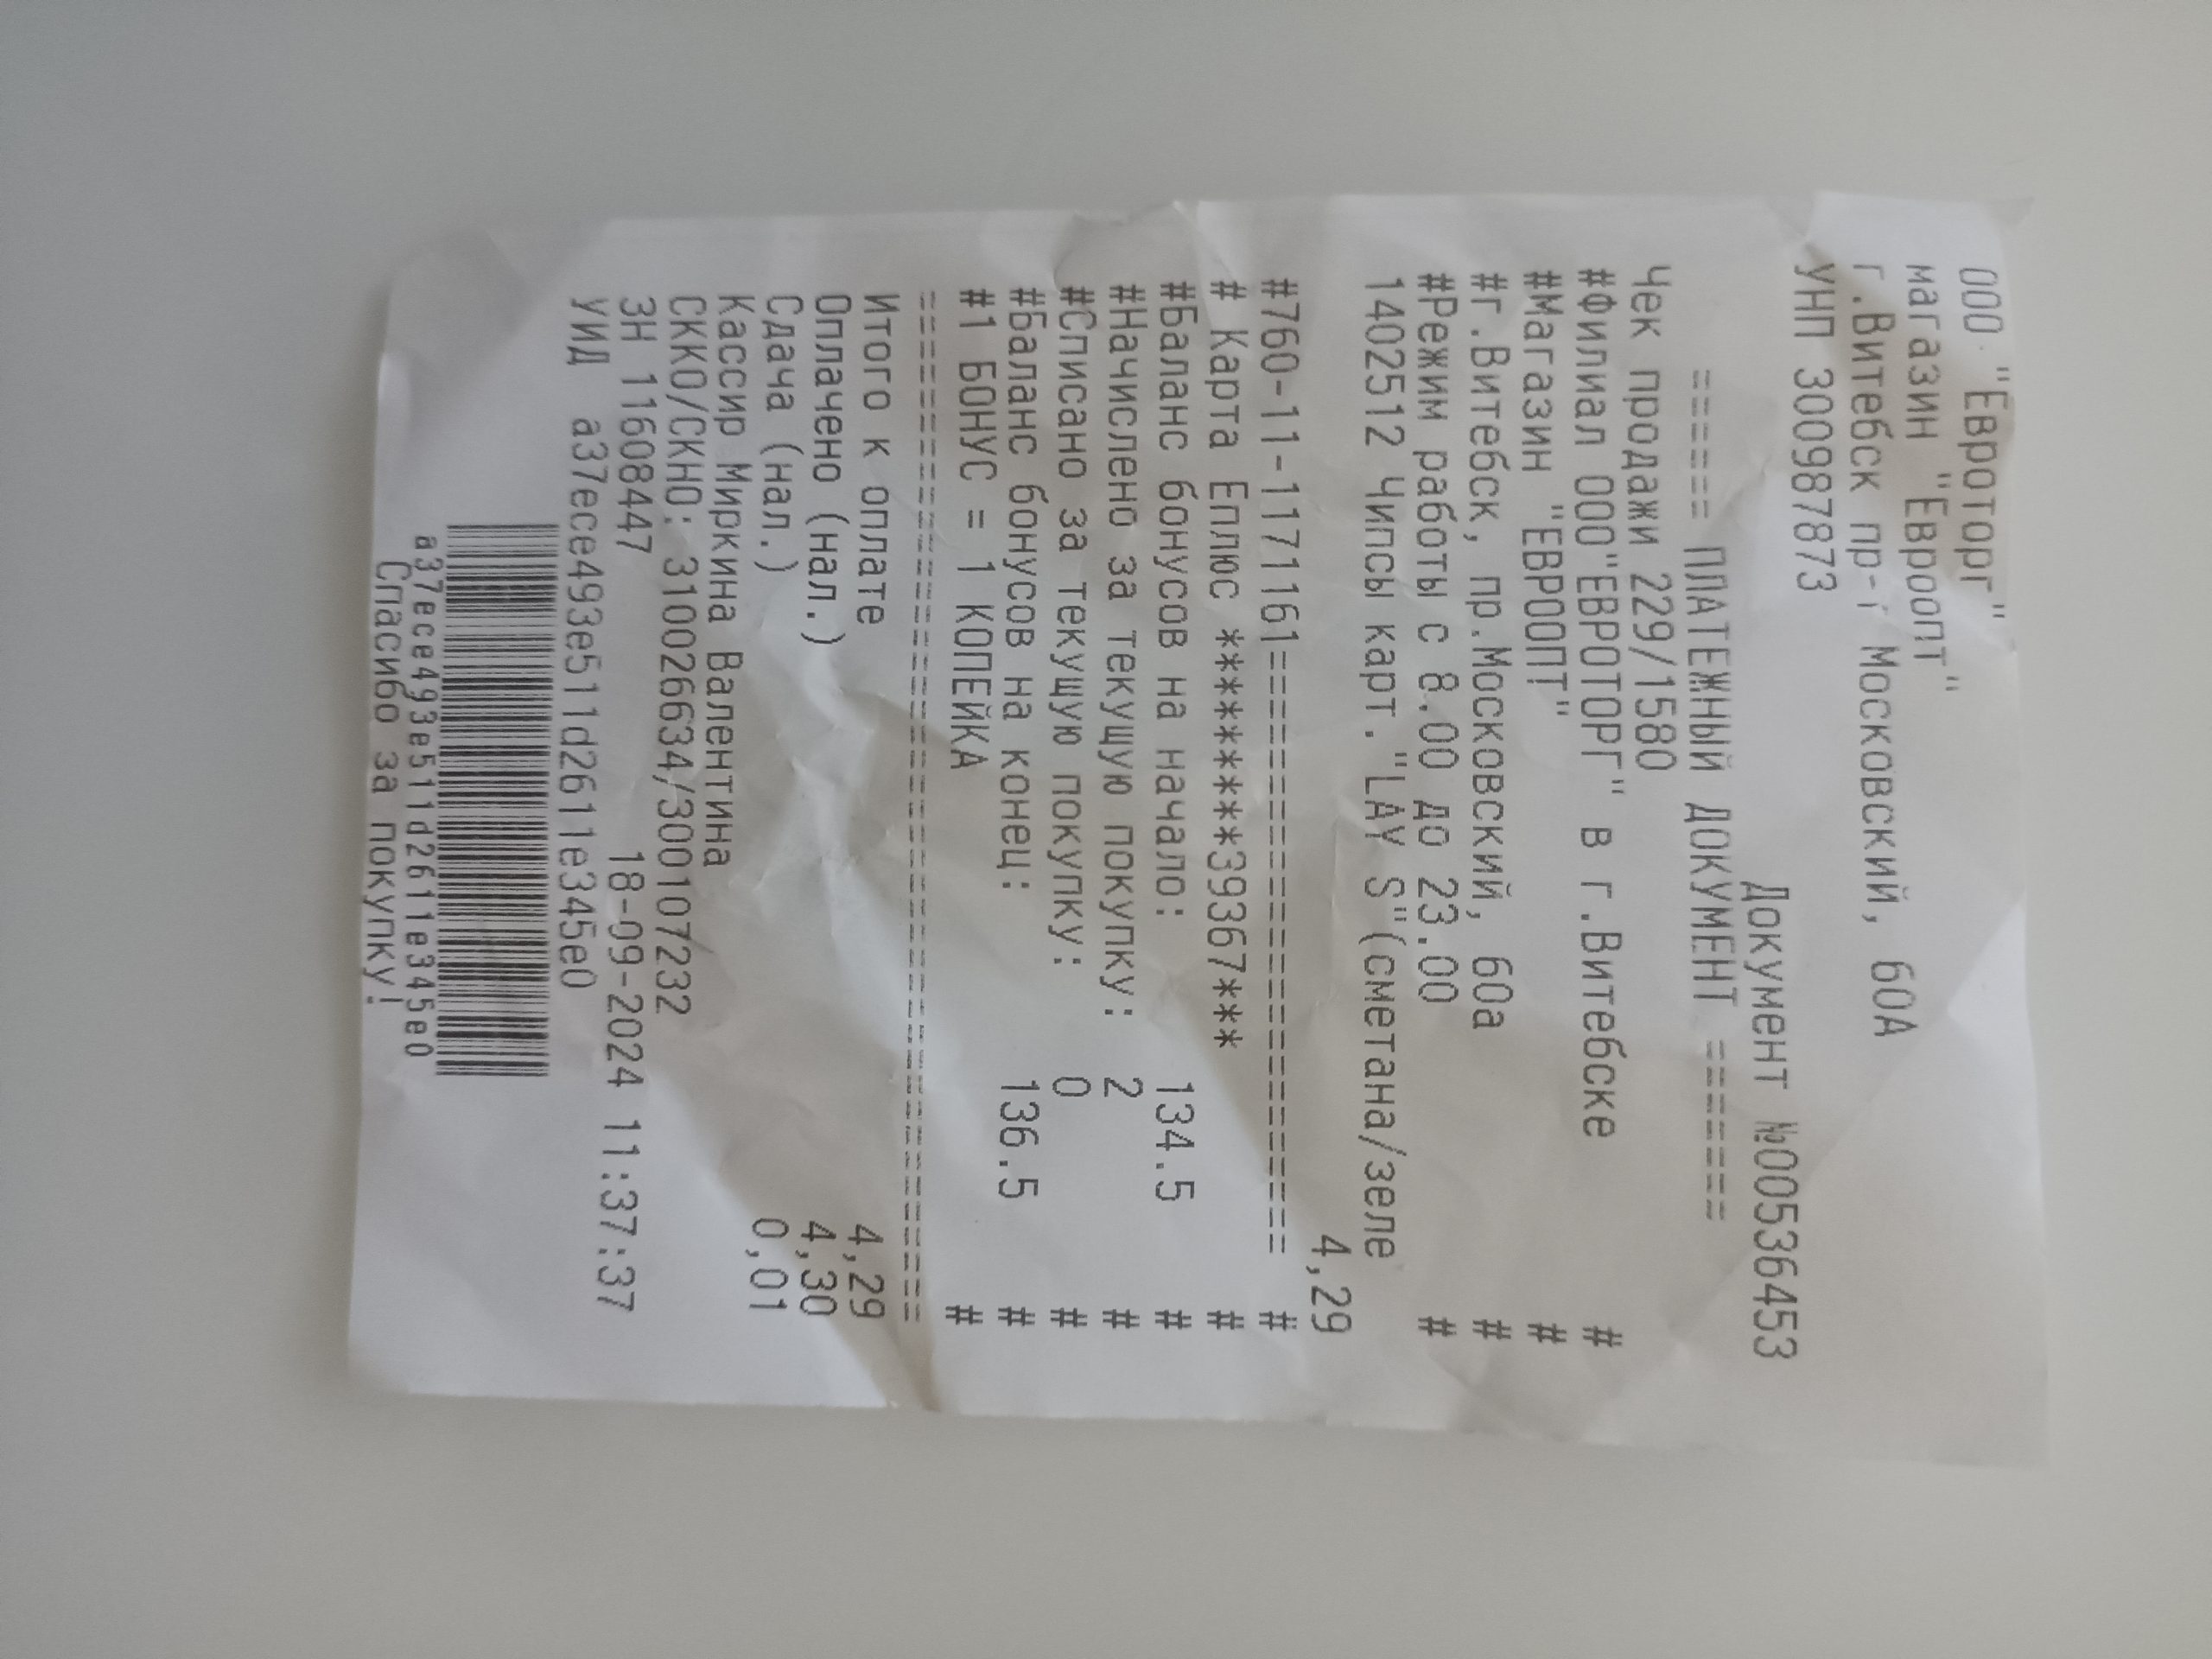 ООО "Евроторг"
магазин "Евроопт"
г.Витебск пр-т Московский, 60А
УНП 300987873
Документ №00536453
======= ПЛАТЕЖНЫЙ ДОКУМЕНТ ========
Чек продажи 229/1580
#Филиал ООО"ЕВРОТОРГ" в г.Витебске #
#Магазин "ЕВРООПТ" #
#г.Витебск, пр.Московский, 60а #
#Режим работы с 8.00 до 23.00 #
1402512 Чипсы карт."LAY S"(сметана/зеле
4,29
#760-11-1171161======================== #
# Карта Еплюс *********39367*** #
#Баланс бонусов на начало: 134.5 #
#Начислено за текущую покупку: 2 #
#Списано за текущую покупку: 0 #
#Баланс бонусов на конец: 136.5 #
#1 БОНУС = 1 КОПЕЙКА #
========================================
Итого к оплате 4,29
Оплачено (нал.) 4,30
Сдача (нал.) 0,01
Кассир Миркина Валентина
СККО/СКНО: 310026634/300107232
ЗН 11608447 18-09-2024 11:37:37
УИД a37ece493e511d2611e345e0
a37ece493e511d2611e345e0
Спасибо за покупку!